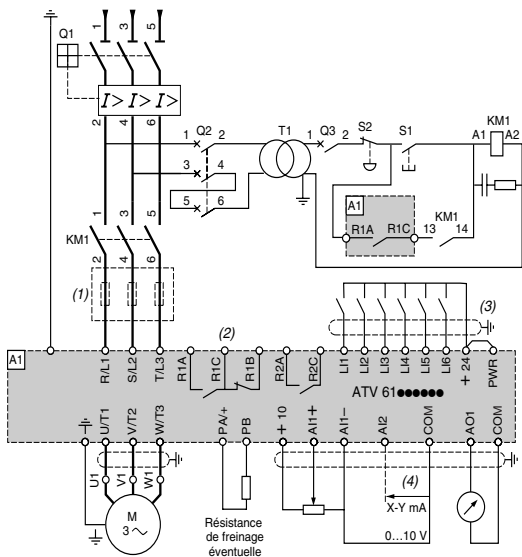 1 3 5
Q1
I> I> I>
2 4 6
1 Q2 2
3 4
5 6
T1
1 Q3 2
S2
S1
KM1
A1 A2
A1
R1A R1C
13 KM1 14
1 3 5
KM1
2 4 6
(1)
(2)
(3)
A1
R/L1
S/L2
T/L3
R1A
R1C
R1B
R2A
R2C
LI1
LI2
LI3
LI4
LI5
LI6
+ 24
PWR
ATV 61●●●●●●
U/T1
V/T2
W/T3
PA/+
PB
+ 10
AI1+
AI1–
AI2
COM
AO1
COM
U1
V1
W1
M
3 ~
Résistance
de freinage
éventuelle
(4)
X-Y mA
0…10 V